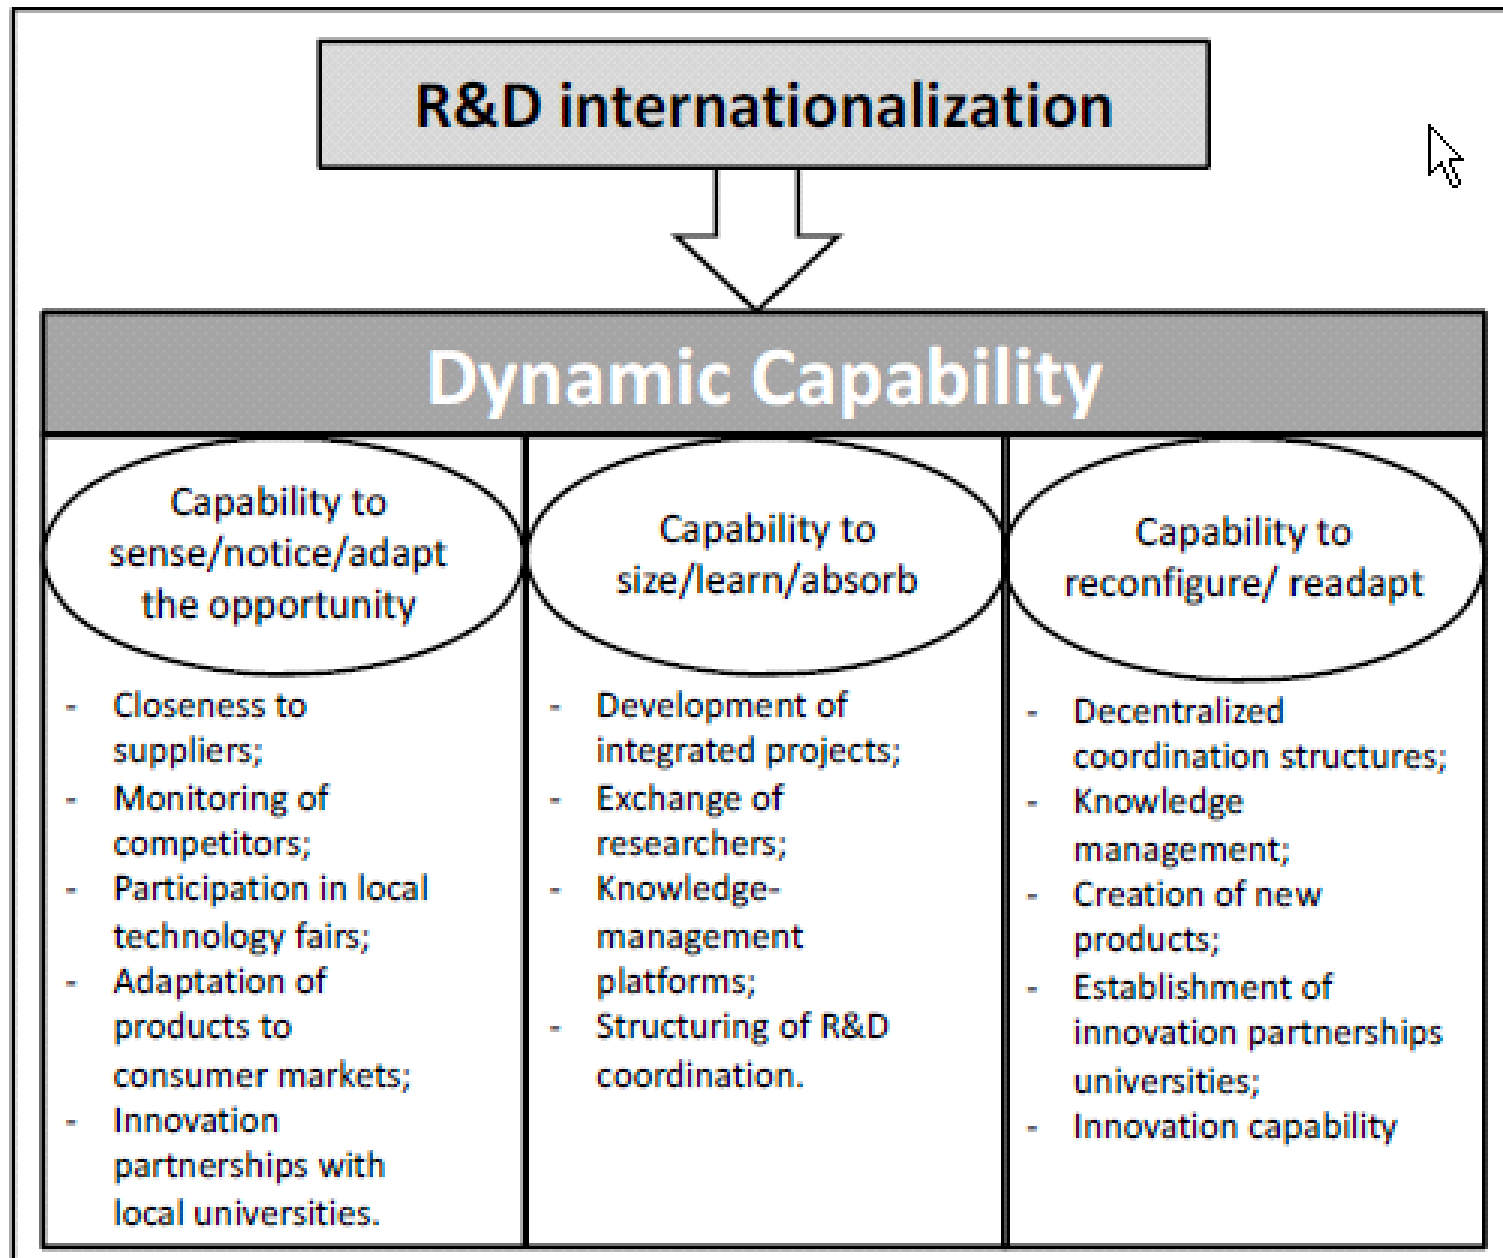 R&D internationalization
Dynamic Capability
Capability to
sense/notice/adapt
the opportunity
- Closeness to
suppliers;
- Monitoring of
competitors;
- Participation in local
technology fairs;
- Adaptation of
products to
consumer markets;
- Innovation
partnerships with
local universities.
Capability to
size/learn/absorb
- Development of
integrated projects;
- Exchange of
researchers;
- Knowledge-
management
platforms;
- Structuring of R&D
coordination.
Capability to
reconfigure/ readapt
- Decentralized
coordination structures;
- Knowledge
management;
- Creation of new
products;
- Establishment of
innovation partnerships
universities;
- Innovation capability